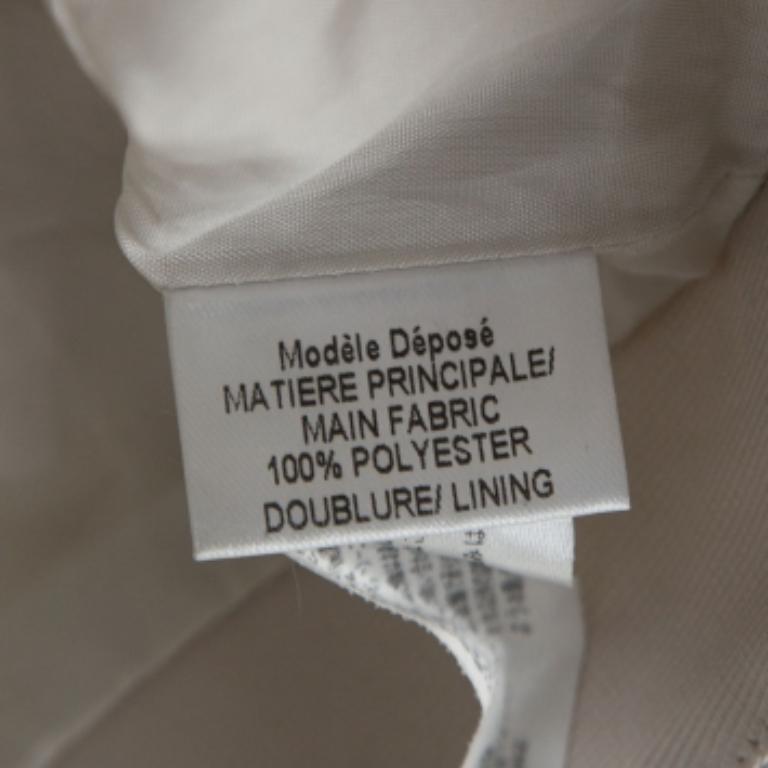 Modèle Déposé
MATIERE PRINCIPALE/
MAIN FABRIC
100% POLYESTER
DOUBLURE/ LINING